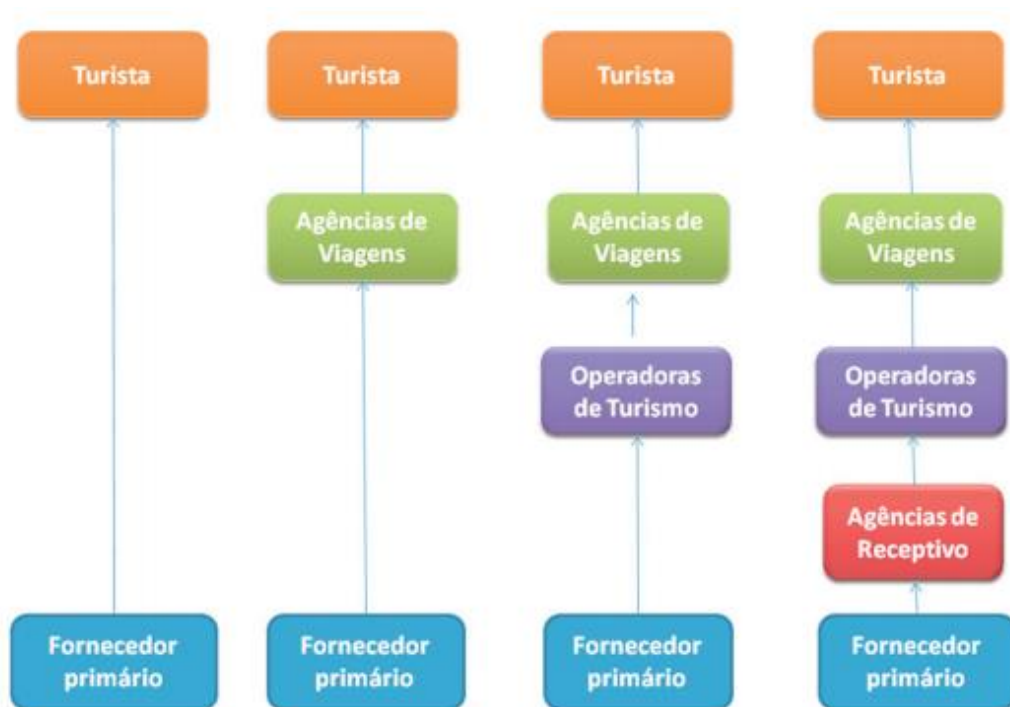 Turista
Turista
Turista
Turista
Agências de
Viagens
Agências de
Viagens
Agências de
Viagens
Operadoras
de Turismo
Operadoras
de Turismo
Agências de
Receptivo
Fornecedor
primário
Fornecedor
primário
Fornecedor
primário
Fornecedor
primário